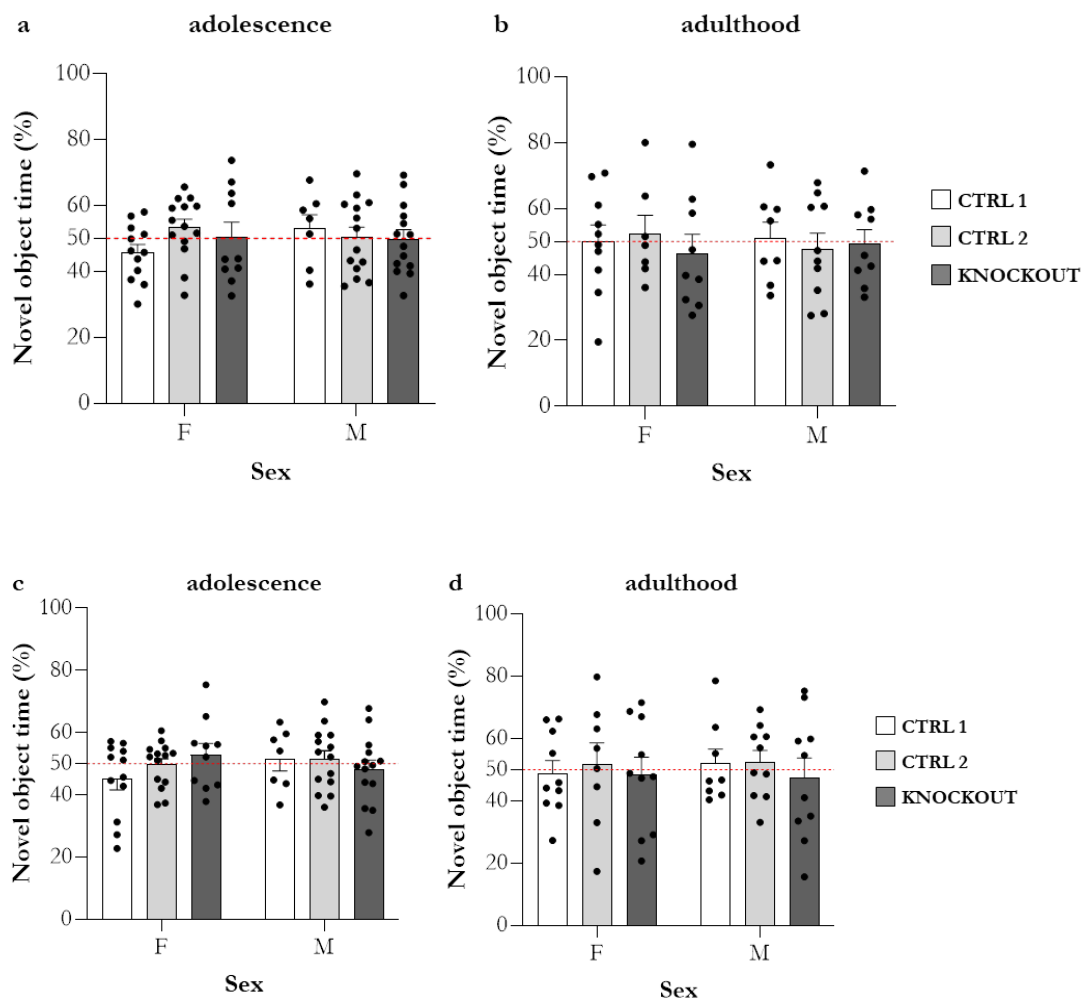 a
adolescence
Novel object time (%)
100
80
60
50
40
20
0
F
M
Sex
b
adulthood
Novel object time (%)
100
80
60
50
40
20
0
F
M
Sex
CTRL 1
CTRL 2
KNOCKOUT
c
adolescence
Novel object time (%)
100
80
60
50
40
20
0
F
M
Sex
d
adulthood
Novel object time (%)
100
80
60
50
40
20
0
F
M
Sex
CTRL 1
CTRL 2
KNOCKOUT